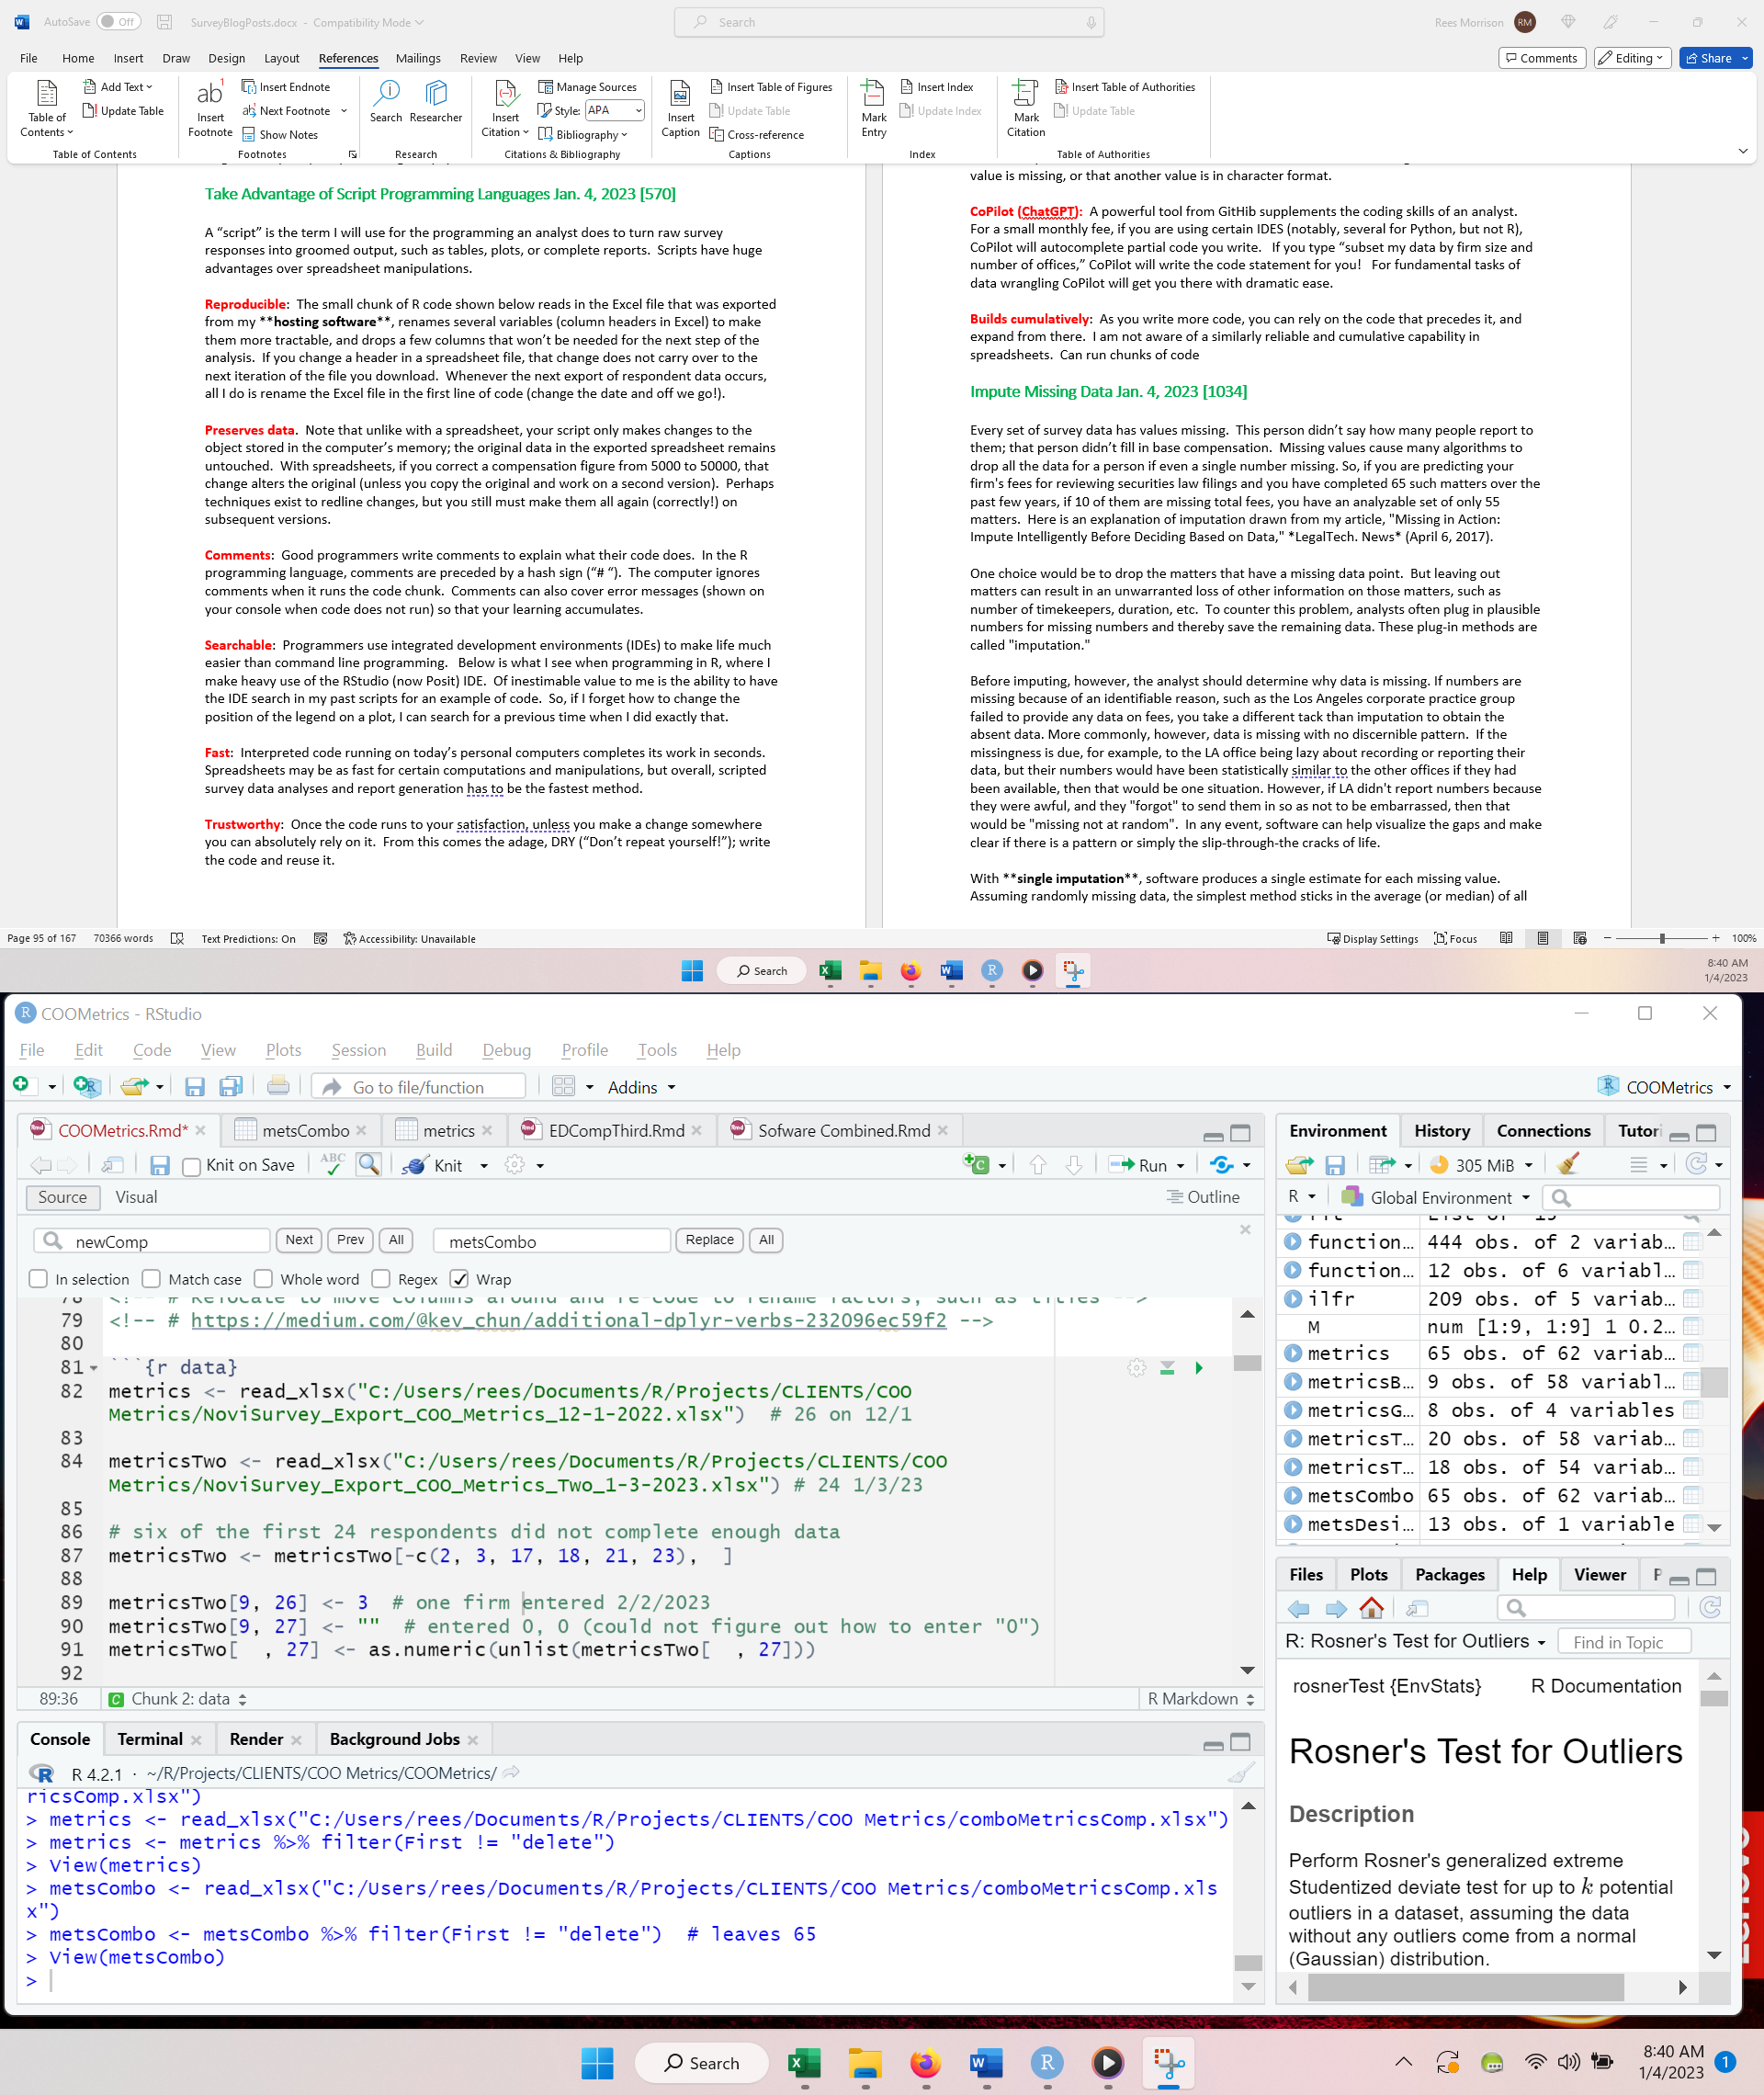 AutoSave Off SurveyBlogPosts.docx - Compatibility Mode Search Rees Morrison RM
File Home Insert Draw Design Layout References Mailings Review View Help Comments Editing Share
Table of Contents Add Text Update Table Insert Footnote Insert Endnote Next Footnote Show Notes Search Researcher Insert Citation Manage Sources Style: APA Bibliography Insert Caption Insert Table of Figures Update Table Cross-reference Mark Entry Insert Index Update Index Mark Citation Insert Table of Authorities Update Table
Table of Contents Footnotes Research Citations & Bibliography Captions Index Table of Authorities
Take Advantage of Script Programming Languages Jan. 4, 2023 [570]
A “script” is the term I will use for the programming an analyst does to turn raw survey
responses into groomed output, such as tables, plots, or complete reports. Scripts have huge
advantages over spreadsheet manipulations.
Reproducible: The small chunk of R code shown below reads in the Excel file that was exported
from my **hosting software**, renames several variables (column headers in Excel) to make
them more tractable, and drops a few columns that won’t be needed for the next step of the
analysis. If you change a header in a spreadsheet file, that change does not carry over to the
next iteration of the file you download. Whenever the next export of respondent data occurs,
all I do is rename the Excel file in the first line of code (change the date and off we go!).
Preserves data. Note that unlike with a spreadsheet, your script only makes changes to the
object stored in the computer’s memory; the original data in the exported spreadsheet remains
untouched. With spreadsheets, if you correct a compensation figure from 5000 to 50000, that
change alters the original (unless you copy the original and work on a second version). Perhaps
techniques exist to redline changes, but you still must make them all again (correctly!) on
subsequent versions.
Comments: Good programmers write comments to explain what their code does. In the R
programming language, comments are preceded by a hash sign (“# “). The computer ignores
comments when it runs the code chunk. Comments can also cover error messages (shown on
your console when code does not run) so that your learning accumulates.
Searchable: Programmers use integrated development environments (IDEs) to make life much
easier than command line programming. Below is what I see when programming in R, where I
make heavy use of the RStudio (now Posit) IDE. Of inestimable value to me is the ability to have
the IDE search in my past scripts for an example of code. So, if I forget how to change the
position of the legend on a plot, I can search for a previous time when I did exactly that.
Fast: Interpreted code running on today’s personal computers completes its work in seconds.
Spreadsheets may be as fast for certain computations and manipulations, but overall, scripted
survey data analyses and report generation has to be the fastest method.
Trustworthy: Once the code runs to your satisfaction, unless you make a change somewhere
you can absolutely rely on it. From this comes the adage, DRY (“Don’t repeat yourself!”); write
the code and reuse it.
value is missing, or that another value is in character format.
CoPilot (ChatGPT): A powerful tool from GitHib supplements the coding skills of an analyst.
For a small monthly fee, if you are using certain IDES (notably, several for Python, but not R),
CoPilot will autocomplete partial code you write. If you type “subset my data by firm size and
number of offices,” CoPilot will write the code statement for you! For fundamental tasks of
data wrangling CoPilot will get you there with dramatic ease.
Builds cumulatively: As you write more code, you can rely on the code that precedes it, and
expand from there. I am not aware of a similarly reliable and cumulative capability in
spreadsheets. Can run chunks of code
Impute Missing Data Jan. 4, 2023 [1034]
Every set of survey data has values missing. This person didn’t say how many people report to
them; that person didn’t fill in base compensation. Missing values cause many algorithms to
drop all the data for a person if even a single number missing. So, if you are predicting your
firm's fees for reviewing securities law filings and you have completed 65 such matters over the
past few years, if 10 of them are missing total fees, you have an analyzable set of only 55
matters. Here is an explanation of imputation drawn from my article, "Missing in Action:
Impute Intelligently Before Deciding Based on Data," *LegalTech. News* (April 6, 2017).
One choice would be to drop the matters that have a missing data point. But leaving out
matters can result in an unwarranted loss of other information on those matters, such as
number of timekeepers, duration, etc. To counter this problem, analysts often plug in plausible
numbers for missing numbers and thereby save the remaining data. These plug-in methods are
called "imputation."
Before imputing, however, the analyst should determine why data is missing. If numbers are
missing because of an identifiable reason, such as the Los Angeles corporate practice group
failed to provide any data on fees, you take a different tack than imputation to obtain the
absent data. More commonly, however, data is missing with no discernible pattern. If the
missingness is due, for example, to the LA office being lazy about recording or reporting their
data, but their numbers would have been statistically similar to the other offices if they had
been available, then that would be one situation. However, if LA didn't report numbers because
they were awful, and they "forgot" to send them in so as not to be embarrassed, then that
would be "missing not at random". In any event, software can help visualize the gaps and make
clear if there is a pattern or simply the slip-through-the cracks of life.
With **single imputation**, software produces a single estimate for each missing value.
Assuming randomly missing data, the simplest method sticks in the average (or median) of all
Page 95 of 167 70366 words Text Predictions: On Accessibility: Unavailable Display Settings Focus 100%
Search 8:40 AM
1/4/2023
COOMetrics - RStudio
File Edit Code View Plots Session Build Debug Profile Tools Help
Go to file/function Addins COOMetrics
COOMetrics.Rmd* metsCombo metrics EDCompThird.Rmd Sofware Combined.Rmd
Knit on Save ABC Knit Run
Source Visual Outline
newComp Next Prev All metsCombo Replace All
In selection Match case Whole word Regex Wrap
78 <!-- # Relocate to move columns around and re-code to rename factors, such as titles -->
79 <!-- # https://medium.com/@kev_chun/additional-dplyr-verbs-232096ec59f2 -->
80
81 ```{r data}
82 metrics <- read_xlsx("C:/Users/rees/Documents/R/Projects/CLIENTS/COO
Metrics/NoviSurvey_Export_COO_Metrics_12-1-2022.xlsx") # 26 on 12/1
83
84 metricsTwo <- read_xlsx("C:/Users/rees/Documents/R/Projects/CLIENTS/COO
Metrics/NoviSurvey_Export_COO_Metrics_Two_1-3-2023.xlsx") # 24 1/3/23
85
86 # six of the first 24 respondents did not complete enough data
87 metricsTwo <- metricsTwo[-c(2, 3, 17, 18, 21, 23), ]
88
89 metricsTwo[9, 26] <- 3 # one firm entered 2/2/2023
90 metricsTwo[9, 27] <- "" # entered 0, 0 (could not figure out how to enter "0")
91 metricsTwo[ , 27] <- as.numeric(unlist(metricsTwo[ , 27]))
92
89:36 C Chunk 2: data R Markdown
Console Terminal Render Background Jobs
R R 4.2.1 · ~/R/Projects/CLIENTS/COO Metrics/COOMetrics/
ricsComp.xlsx")
> metrics <- read_xlsx("C:/Users/rees/Documents/R/Projects/CLIENTS/COO Metrics/comboMetricsComp.xlsx")
> metrics <- metrics %>% filter(First != "delete")
> View(metrics)
> metsCombo <- read_xlsx("C:/Users/rees/Documents/R/Projects/CLIENTS/COO Metrics/comboMetricsComp.xls
x")
> metsCombo <- metsCombo %>% filter(First != "delete") # leaves 65
> View(metsCombo)
>
Environment History Connections Tutori
305 MiB
R Global Environment
function... 444 obs. of 2 variab...
function... 12 obs. of 6 variabl...
ilfr 209 obs. of 5 variab...
M num [1:9, 1:9] 1 0.2...
metrics 65 obs. of 62 variab...
metricsB... 9 obs. of 58 variabl...
metricsG... 8 obs. of 4 variables
metricsT... 20 obs. of 58 variab...
metricsT... 18 obs. of 54 variab...
metsCombo 65 obs. of 62 variab...
metsDesi... 13 obs. of 1 variable
Files Plots Packages Help Viewer P
R: Rosner's Test for Outliers Find in Topic
rosnerTest {EnvStats} R Documentation
Rosner's Test for Outliers
Description
Perform Rosner's generalized extreme
Studentized deviate test for up to k potential
outliers in a dataset, assuming the data
without any outliers come from a normal
(Gaussian) distribution.
Lenovo
Search 8:40 AM
1/4/2023 1